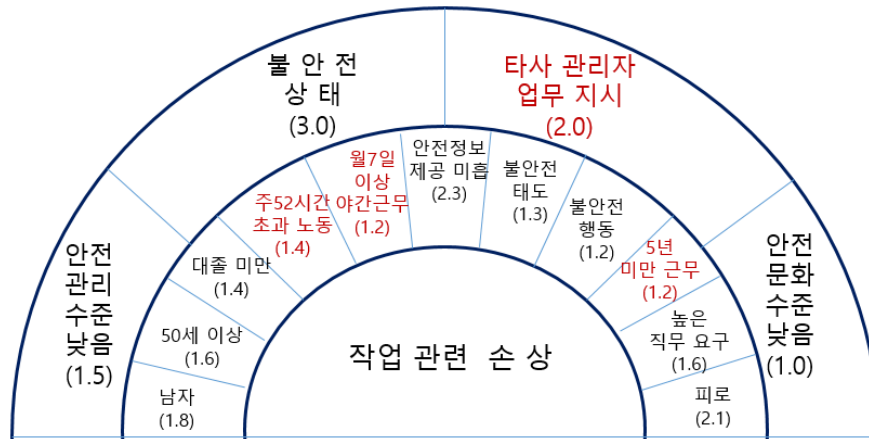 불 안 전
상 태
(3.0)
타사 관리자
업무 지시
(2.0)
안전
관리
수준
낮음
(1.5)
안전
문화
수준
낮음
(1.0)
남자
(1.8)
50세 이상
(1.6)
대졸 미만
(1.4)
주52시간
초과 노동
(1.4)
월7일
이상
야간근무
(1.2)
안전정보
제공 미흡
(2.3)
불안전
태도
(1.3)
불안전
행동
(1.2)
5년
미만 근무
(1.2)
높은
직무 요구
(1.6)
피로
(2.1)
작업 관련 손 상